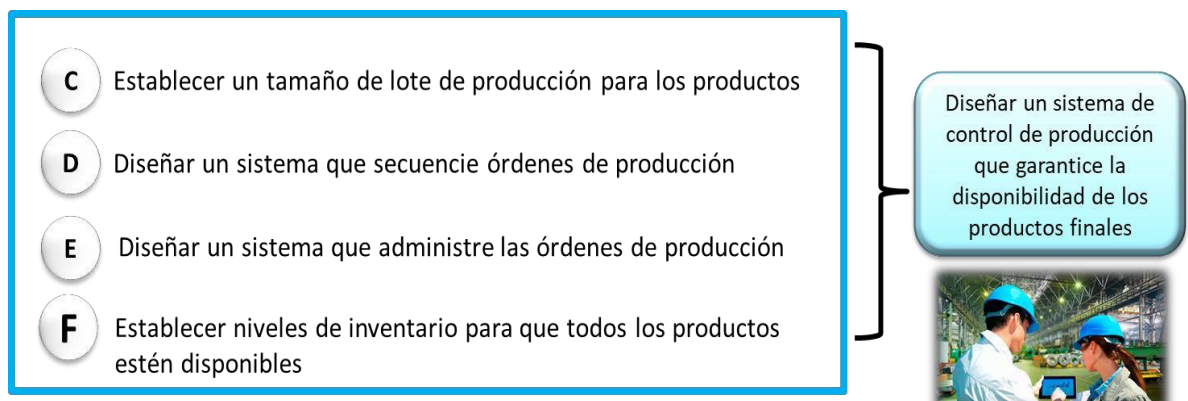 C Establecer un tamaño de lote de producción para los productos
D Diseñar un sistema que secuencie órdenes de producción
E Diseñar un sistema que administre las órdenes de producción
F Establecer niveles de inventario para que todos los productos
estén disponibles
Diseñar un sistema de
control de producción
que garantice la
disponibilidad de los
productos finales